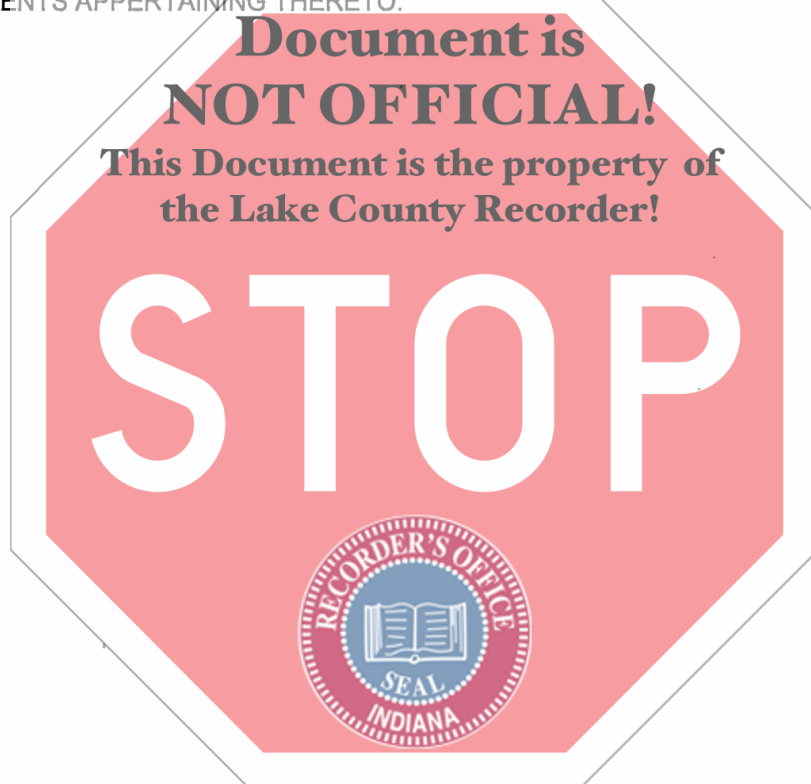 ENTS APPERTAINING THERETO.
Document is
NOT OFFICIAL!
This Document is the property of
the Lake County Recorder!
STOP
RECORDER'S OFFICE
SEAL
INDIANA